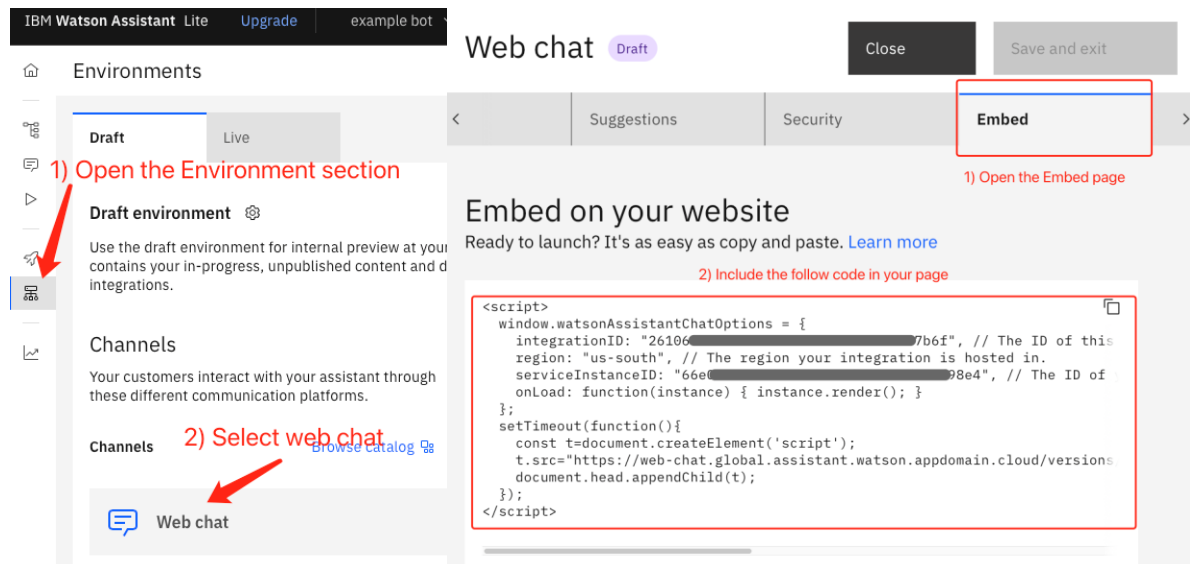 IBM Watson Assistant Lite Upgrade example bot
Environments
Draft Live
1) Open the Environment section
Draft environment
Use the draft environment for internal preview at your
contains your in-progress, unpublished content and d
integrations.
Channels
Your customers interact with your assistant through
these different communication platforms.
2) Select web chat
Channels Browse catalog
Web chat
Web chat Draft Close Save and exit
Suggestions Security Embed
1) Open the Embed page
Embed on your website
Ready to launch? It's as easy as copy and paste. Learn more
2) Include the follow code in your page
<script>
window.watsonAssistantChatOptions = {
integrationID: "26106 7b6f", // The ID of this
region: "us-south", // The region your integration is hosted in.
serviceInstanceID: "66e 98e4", // The ID of
onLoad: function(instance) { instance.render(); }
};
setTimeout(function(){
const t=document.createElement('script');
t.src="https://web-chat.global.assistant.watson.appdomain.cloud/versions
document.head.appendChild(t);
});
</script>